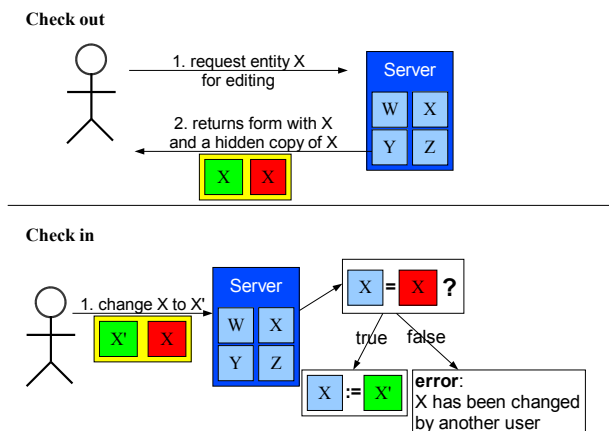 Check out
1. request entity X
for editing
Server
W X
Y Z
2. returns form with X
and a hidden copy of X
X X
Check in
1. change X to X'
X' X
Server
W X
Y Z
X = X ?
true false
X := X'
error:
X has been changed
by another user